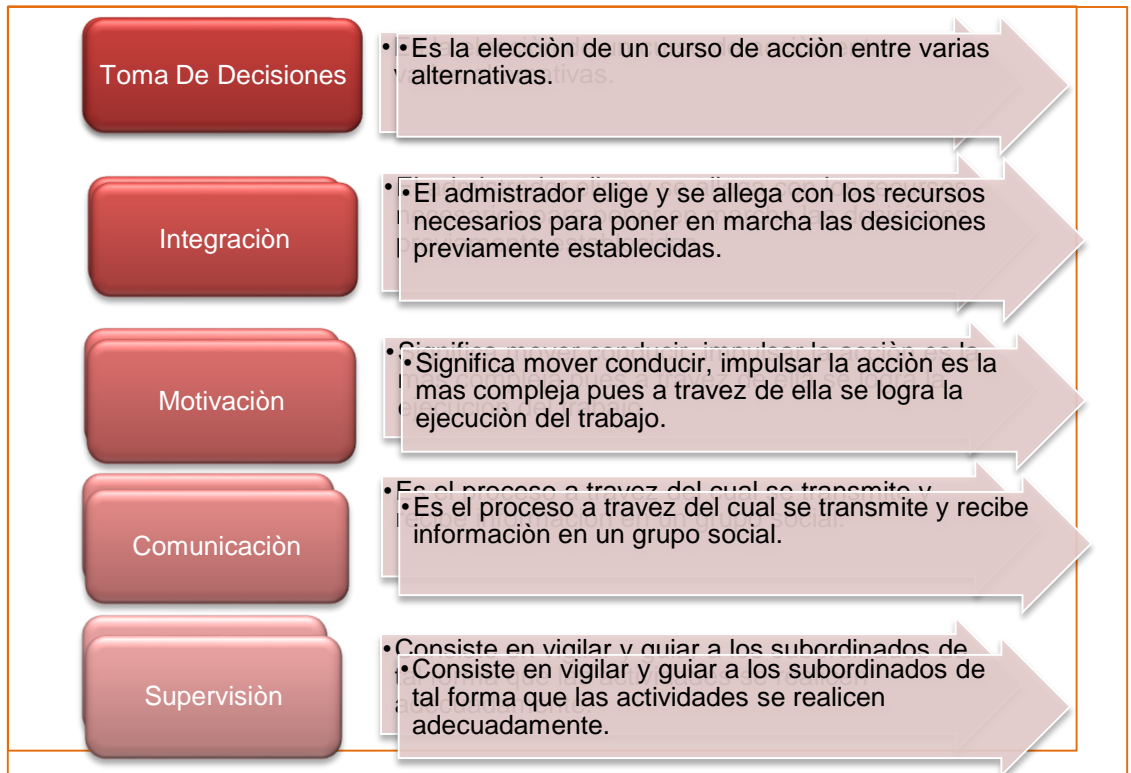 Toma De Decisiones
•Es la elecciòn de un curso de acciòn entre varias
alternativas.
Integraciòn
•El admistrador elige y se allega con los recursos
necesarios para poner en marcha las desiciones
previamente establecidas.
Motivaciòn
•Significa mover conducir, impulsar la acciòn es la
mas compleja pues a travez de ella se logra la
ejecuciòn del trabajo.
Comunicaciòn
•Es el proceso a travez del cual se transmite y recibe
informaciòn en un grupo social.
Supervisiòn
•Consiste en vigilar y guiar a los subordinados de
tal forma que las actividades se realicen
adecuadamente.